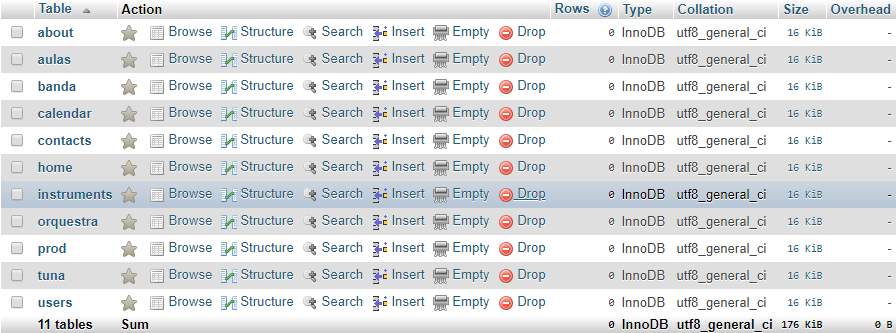 Table Action Rows Type Collation Size Overhead
about Browse Structure Search Insert Empty Drop 0 InnoDB utf8_general_ci 16 KiB -
aulas Browse Structure Search Insert Empty Drop 0 InnoDB utf8_general_ci 16 KiB -
banda Browse Structure Search Insert Empty Drop 0 InnoDB utf8_general_ci 16 KiB -
calendar Browse Structure Search Insert Empty Drop 0 InnoDB utf8_general_ci 16 KiB -
contacts Browse Structure Search Insert Empty Drop 0 InnoDB utf8_general_ci 16 KiB -
home Browse Structure Search Insert Empty Drop 0 InnoDB utf8_general_ci 16 KiB -
instruments Browse Structure Search Insert Empty Drop 0 InnoDB utf8_general_ci 16 KiB -
orquestra Browse Structure Search Insert Empty Drop 0 InnoDB utf8_general_ci 16 KiB -
prod Browse Structure Search Insert Empty Drop 0 InnoDB utf8_general_ci 16 KiB -
tuna Browse Structure Search Insert Empty Drop 0 InnoDB utf8_general_ci 16 KiB -
users Browse Structure Search Insert Empty Drop 0 InnoDB utf8_general_ci 16 KiB -
11 tables Sum 0 InnoDB utf8_general_ci 176 KiB 0 B